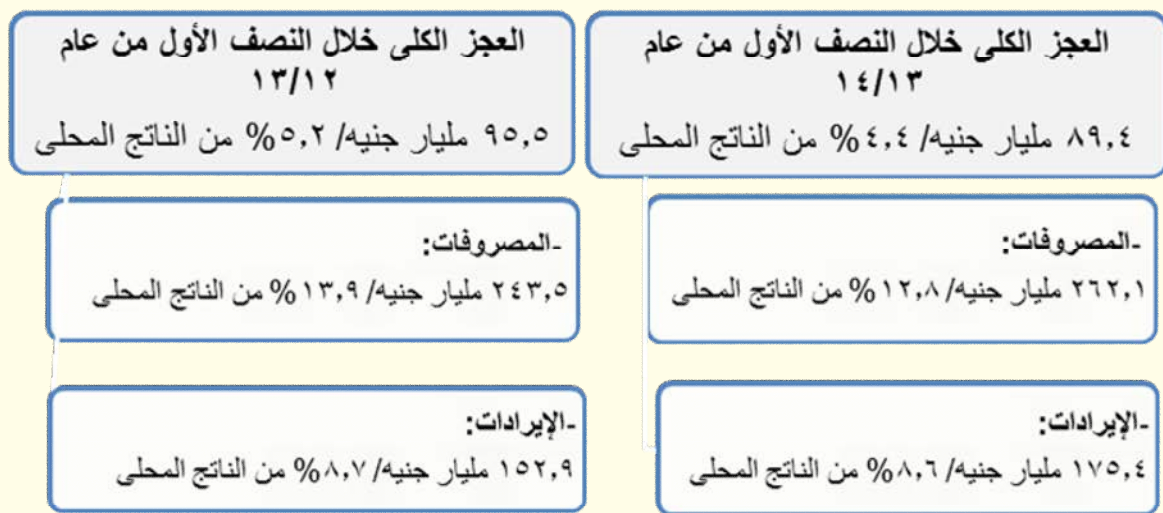 العجز الكلى خلال النصف الأول من عام
١٤/١٣
٨٩,٤ مليار جنيه/ ٤,٤% من الناتج المحلى
-المصروفات:
٢٦٢,١ مليار جنيه/ ١٢,٨% من الناتج المحلى
-الإيرادات:
١٧٥,٤ مليار جنيه/ ٨,٦% من الناتج المحلى
العجز الكلى خلال النصف الأول من عام
١٣/١٢
٩٥,٥ مليار جنيه/ ٥,٢% من الناتج المحلى
-المصروفات:
٢٤٣,٥ مليار جنيه/ ١٣,٩% من الناتج المحلى
-الإيرادات:
١٥٢,٩ مليار جنيه/ ٨,٧% من الناتج المحلى